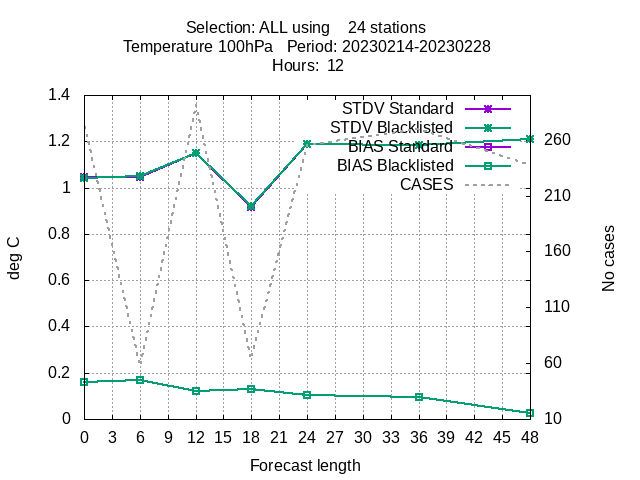 Selection: ALL using 24 stations
Temperature 100hPa Period: 20230214-20230228
Hours: 12
1.4
1.2
1
0.8
0.6
0.4
0.2
0
deg C
STDV Standard
STDV Blacklisted
BIAS Standard
BIAS Blacklisted
CASES
260
210
160
110
60
10
No cases
0 3 6 9 12 15 18 21 24 27 30 33 36 39 42 45 48
Forecast length